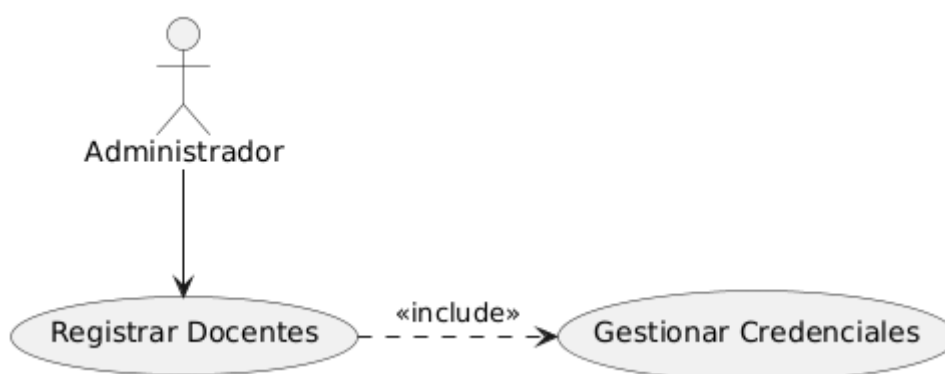 Administrador
«include»
Registrar Docentes
Gestionar Credenciales